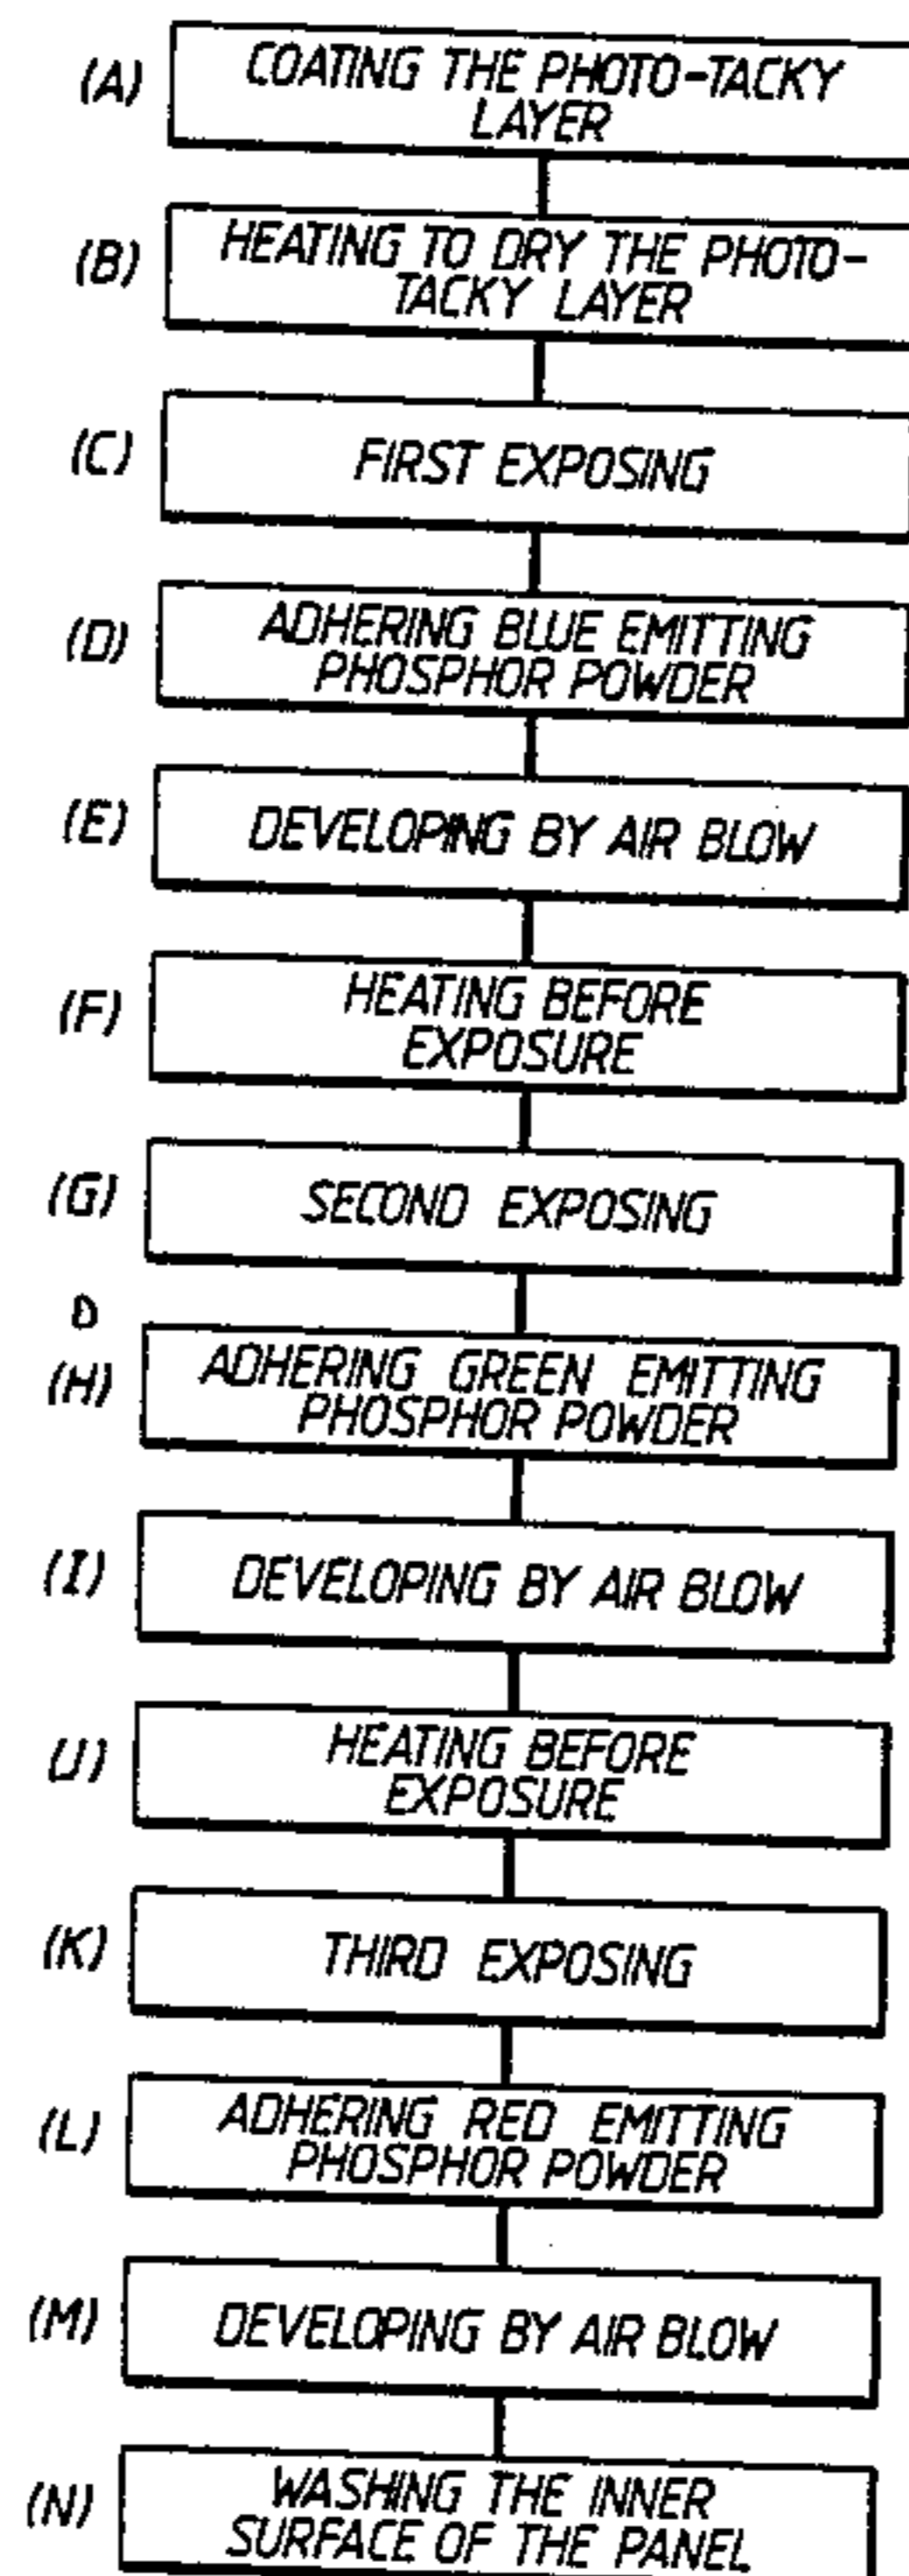 (A) COATING THE PHOTO-TACKY
LAYER
(B) HEATING TO DRY THE PHOTO-
TACKY LAYER
(C) FIRST EXPOSING
(D) ADHERING BLUE EMITTING
PHOSPHOR POWDER
(E) DEVELOPING BY AIR BLOW
(F) HEATING BEFORE
EXPOSURE
(G) SECOND EXPOSING
D
(H) ADHERING GREEN EMITTING
PHOSPHOR POWDER
(I) DEVELOPING BY AIR BLOW
(J) HEATING BEFORE
EXPOSURE
(K) THIRD EXPOSING
(L) ADHERING RED EMITTING
PHOSPHOR POWDER
(M) DEVELOPING BY AIR BLOW
(N) WASHING THE INNER
SURFACE OF THE PANEL